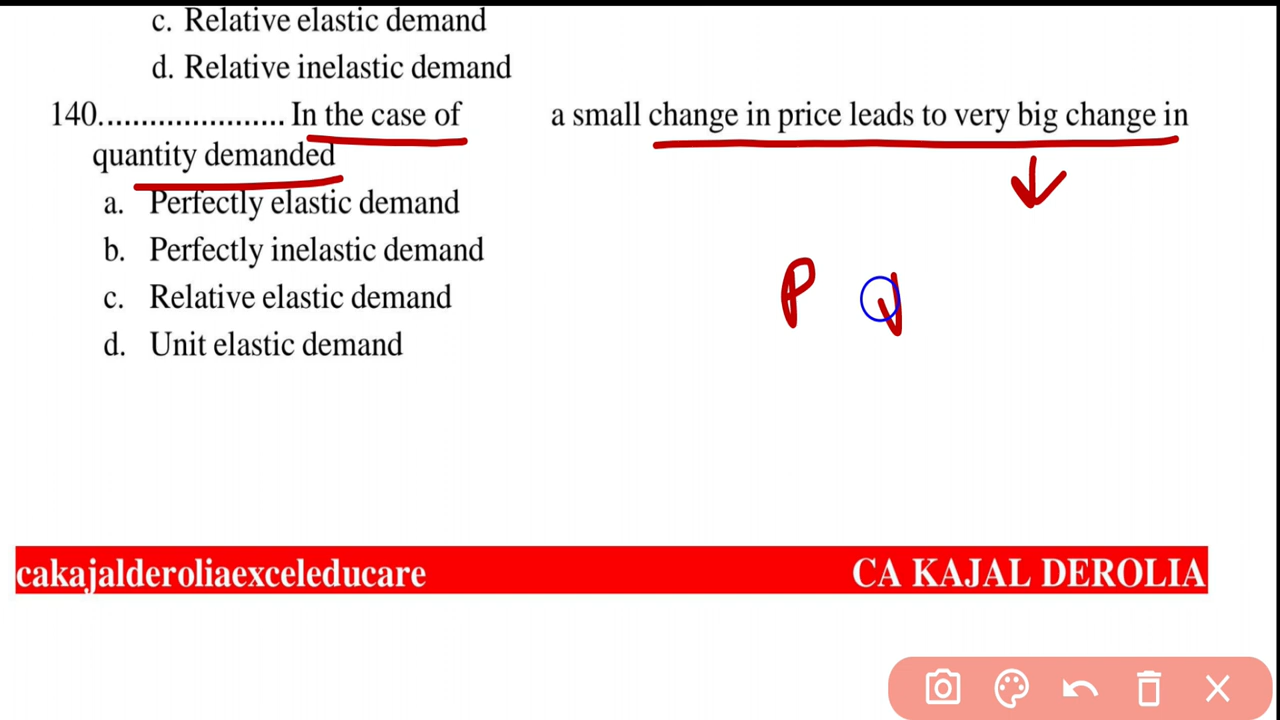 c. Relative elastic demand
d. Relative inelastic demand
140..................... In the case of a small change in price leads to very big change in
quantity demanded
a. Perfectly elastic demand
b. Perfectly inelastic demand
c. Relative elastic demand
d. Unit elastic demand
P
cakajalderoliaexceleducare CA KAJAL DEROLIA